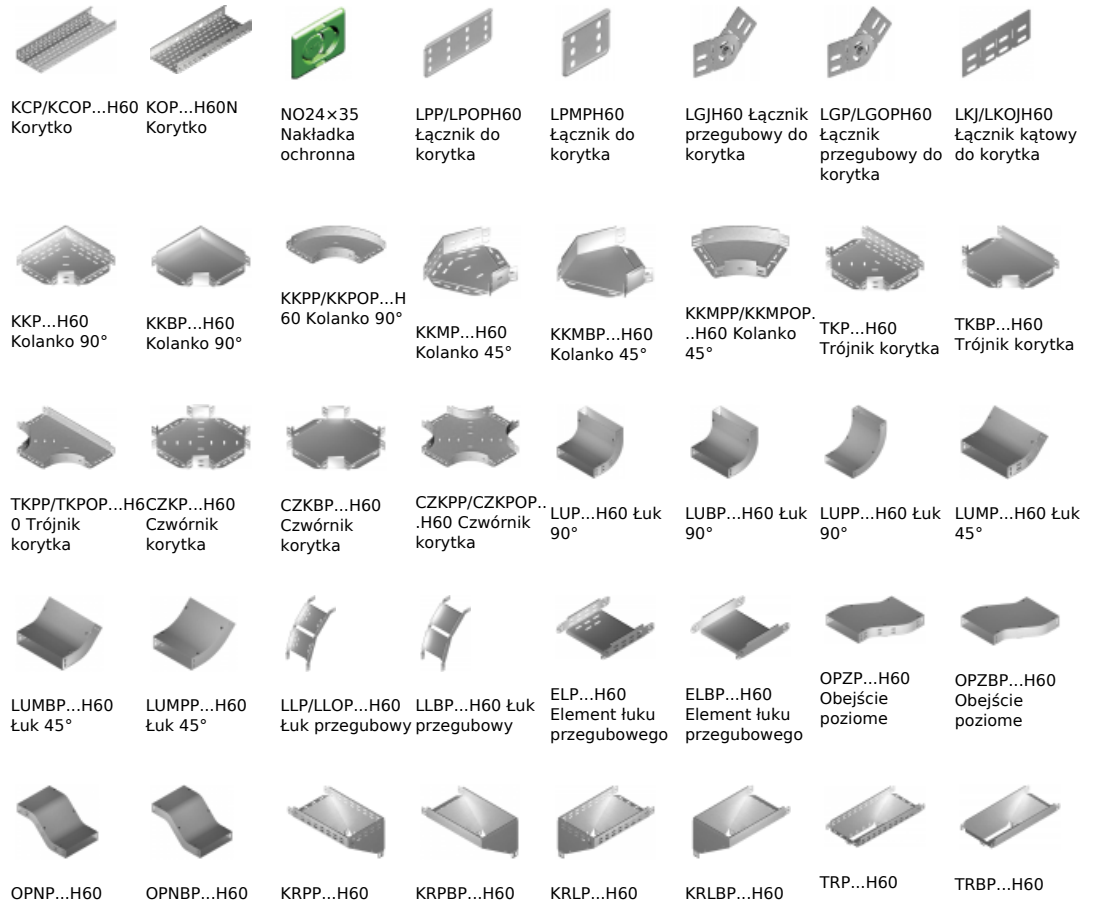 KCP/KCOP...H60
Korytko
KOP...H60N
Korytko
NO24×35
Nakładka
ochronna
LPP/LPOPH60
Łącznik do
korytka
LPMPH60
Łącznik do
korytka
LGJH60 Łącznik
przegubowy do
korytka
LGP/LGOPH60
Łącznik
przegubowy do
korytka
LKJ/LKOJH60
Łącznik kątowy
do korytka
KKP...H60
Kolanko 90°
KKBP...H60
Kolanko 90°
KKPP/KKPOP...H
60 Kolanko 90°
KKMP...H60
Kolanko 45°
KKMBP...H60
Kolanko 45°
KKMPP/KKMPOP.
..H60 Kolanko
45°
TKP...H60
Trójnik korytka
TKBP...H60
Trójnik korytka
TKPP/TKPOP...H6
0 Trójnik
korytka
CZKP...H60
Czwórnik
korytka
CZKBP...H60
Czwórnik
korytka
CZKPP/CZKPOP..
.H60 Czwórnik
korytka
LUP...H60 Łuk
90°
LUBP...H60 Łuk
90°
LUPP...H60 Łuk
90°
LUMP...H60 Łuk
45°
LUMBP...H60
Łuk 45°
LUMPP...H60
Łuk 45°
LLP/LLOP...H60
Łuk przegubowy
LLBP...H60 Łuk
przegubowy
ELP...H60
Element łuku
przegubowego
ELBP...H60
Element łuku
przegubowego
OPZP...H60
Obejście
poziome
OPZBP...H60
Obejście
poziome
OPNP...H60
OPNBP...H60
KRPP...H60
KRPBP...H60
KRLP...H60
KRLBP...H60
TRP...H60
TRBP...H60